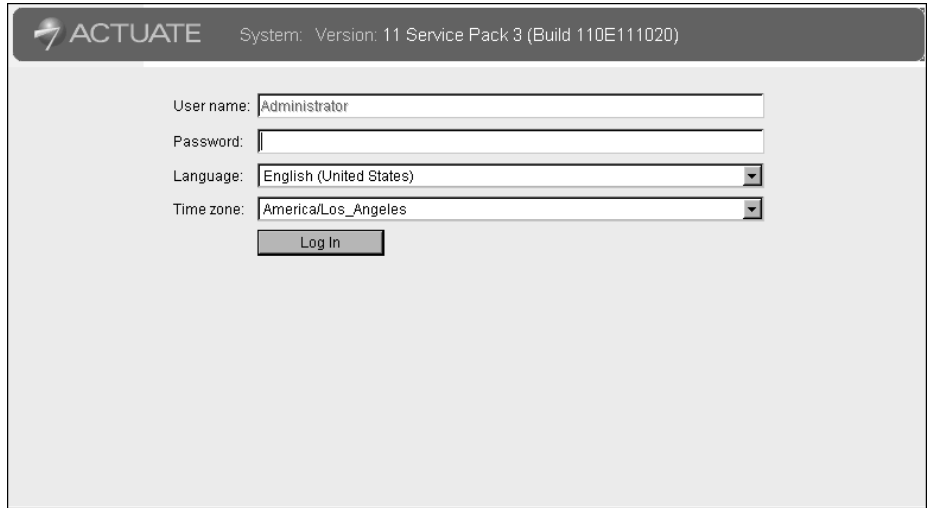 ACTUATE System: Version: 11 Service Pack 3 (Build 110E111020)
User name: Administrator
Password:
Language: English (United States)
Time zone: America/Los_Angeles
Log In